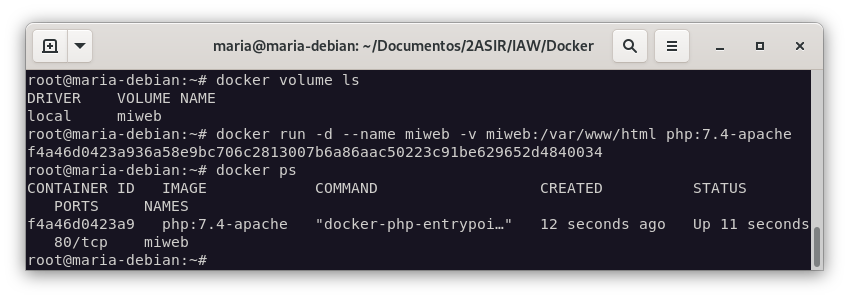 maria@maria-debian: ~/Documentos/2ASIR/IAW/Docker
root@maria-debian:~# docker volume ls
DRIVER    VOLUME NAME
local     miweb
root@maria-debian:~# docker run -d --name miweb -v miweb:/var/www/html php:7.4-apache
f4a46d0423a936a58e9bc706c2813007b6a86aac50223c91be629652d4840034
root@maria-debian:~# docker ps
CONTAINER ID   IMAGE            COMMAND                  CREATED          STATUS
   PORTS     NAMES
f4a46d0423a9   php:7.4-apache   "docker-php-entrypoi…"   12 seconds ago   Up 11 seconds
   80/tcp    miweb
root@maria-debian:~#